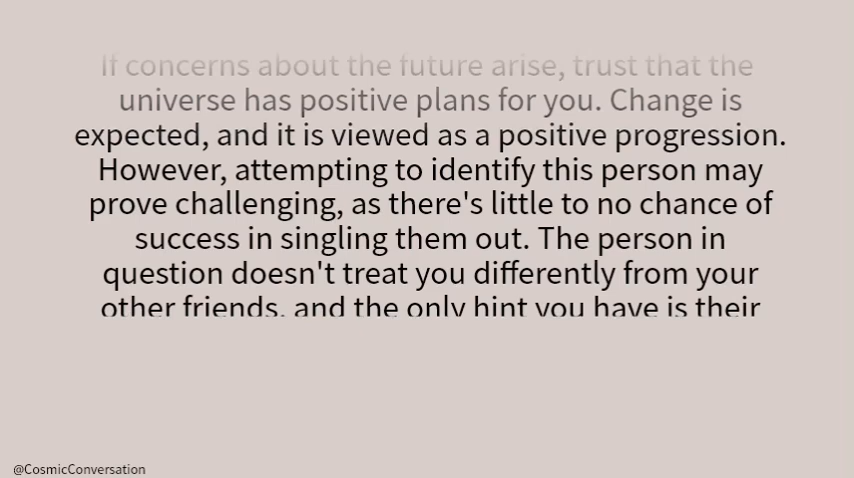 If concerns about the future arise, trust that the
universe has positive plans for you. Change is
expected, and it is viewed as a positive progression.
However, attempting to identify this person may
prove challenging, as there's little to no chance of
success in singling them out. The person in
question doesn't treat you differently from your
other friends, and the only hint you have is their
@CosmicConversation